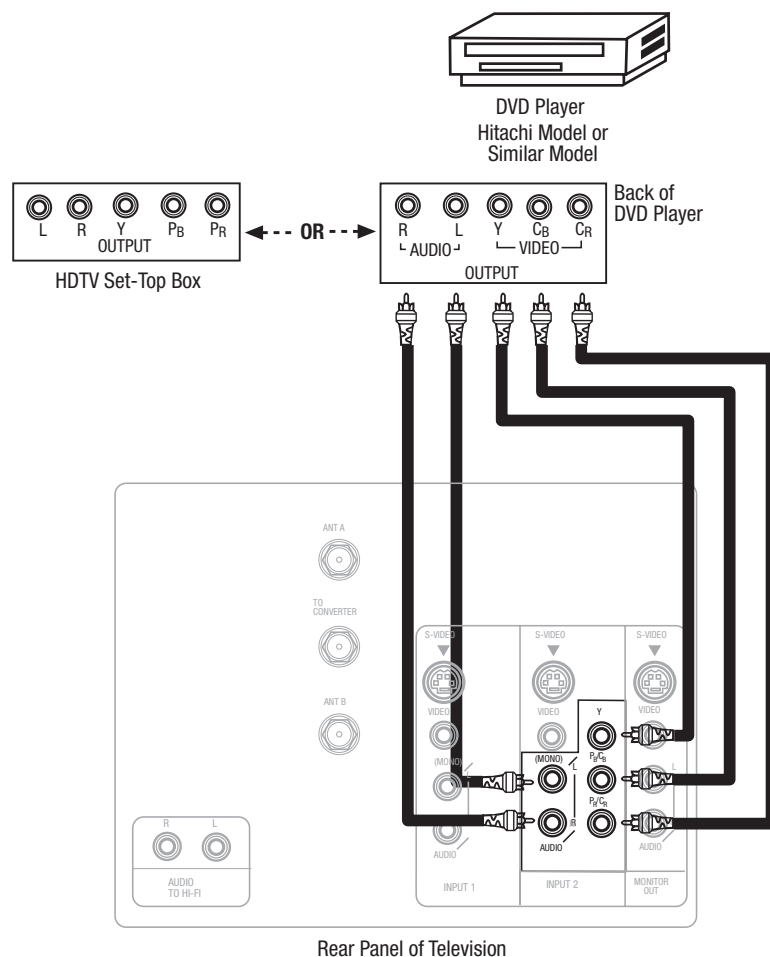 DVD Player
Hitachi Model or
Similar Model
L R Y PB PR
OUTPUT
HDTV Set-Top Box
OR
R L Y CB CR
AUDIO VIDEO
OUTPUT
Back of
DVD Player
ANT A
TO
CONVERTER
ANT B
R L
AUDIO
TO HI-FI
S-VIDEO
VIDEO
(MONO)
L
AUDIO
INPUT 1
S-VIDEO
VIDEO
Y
(MONO)
L
PB/CB
PR/CR
R
AUDIO
INPUT 2
S-VIDEO
VIDEO
L
AUDIO
MONITOR
OUT
Rear Panel of Television